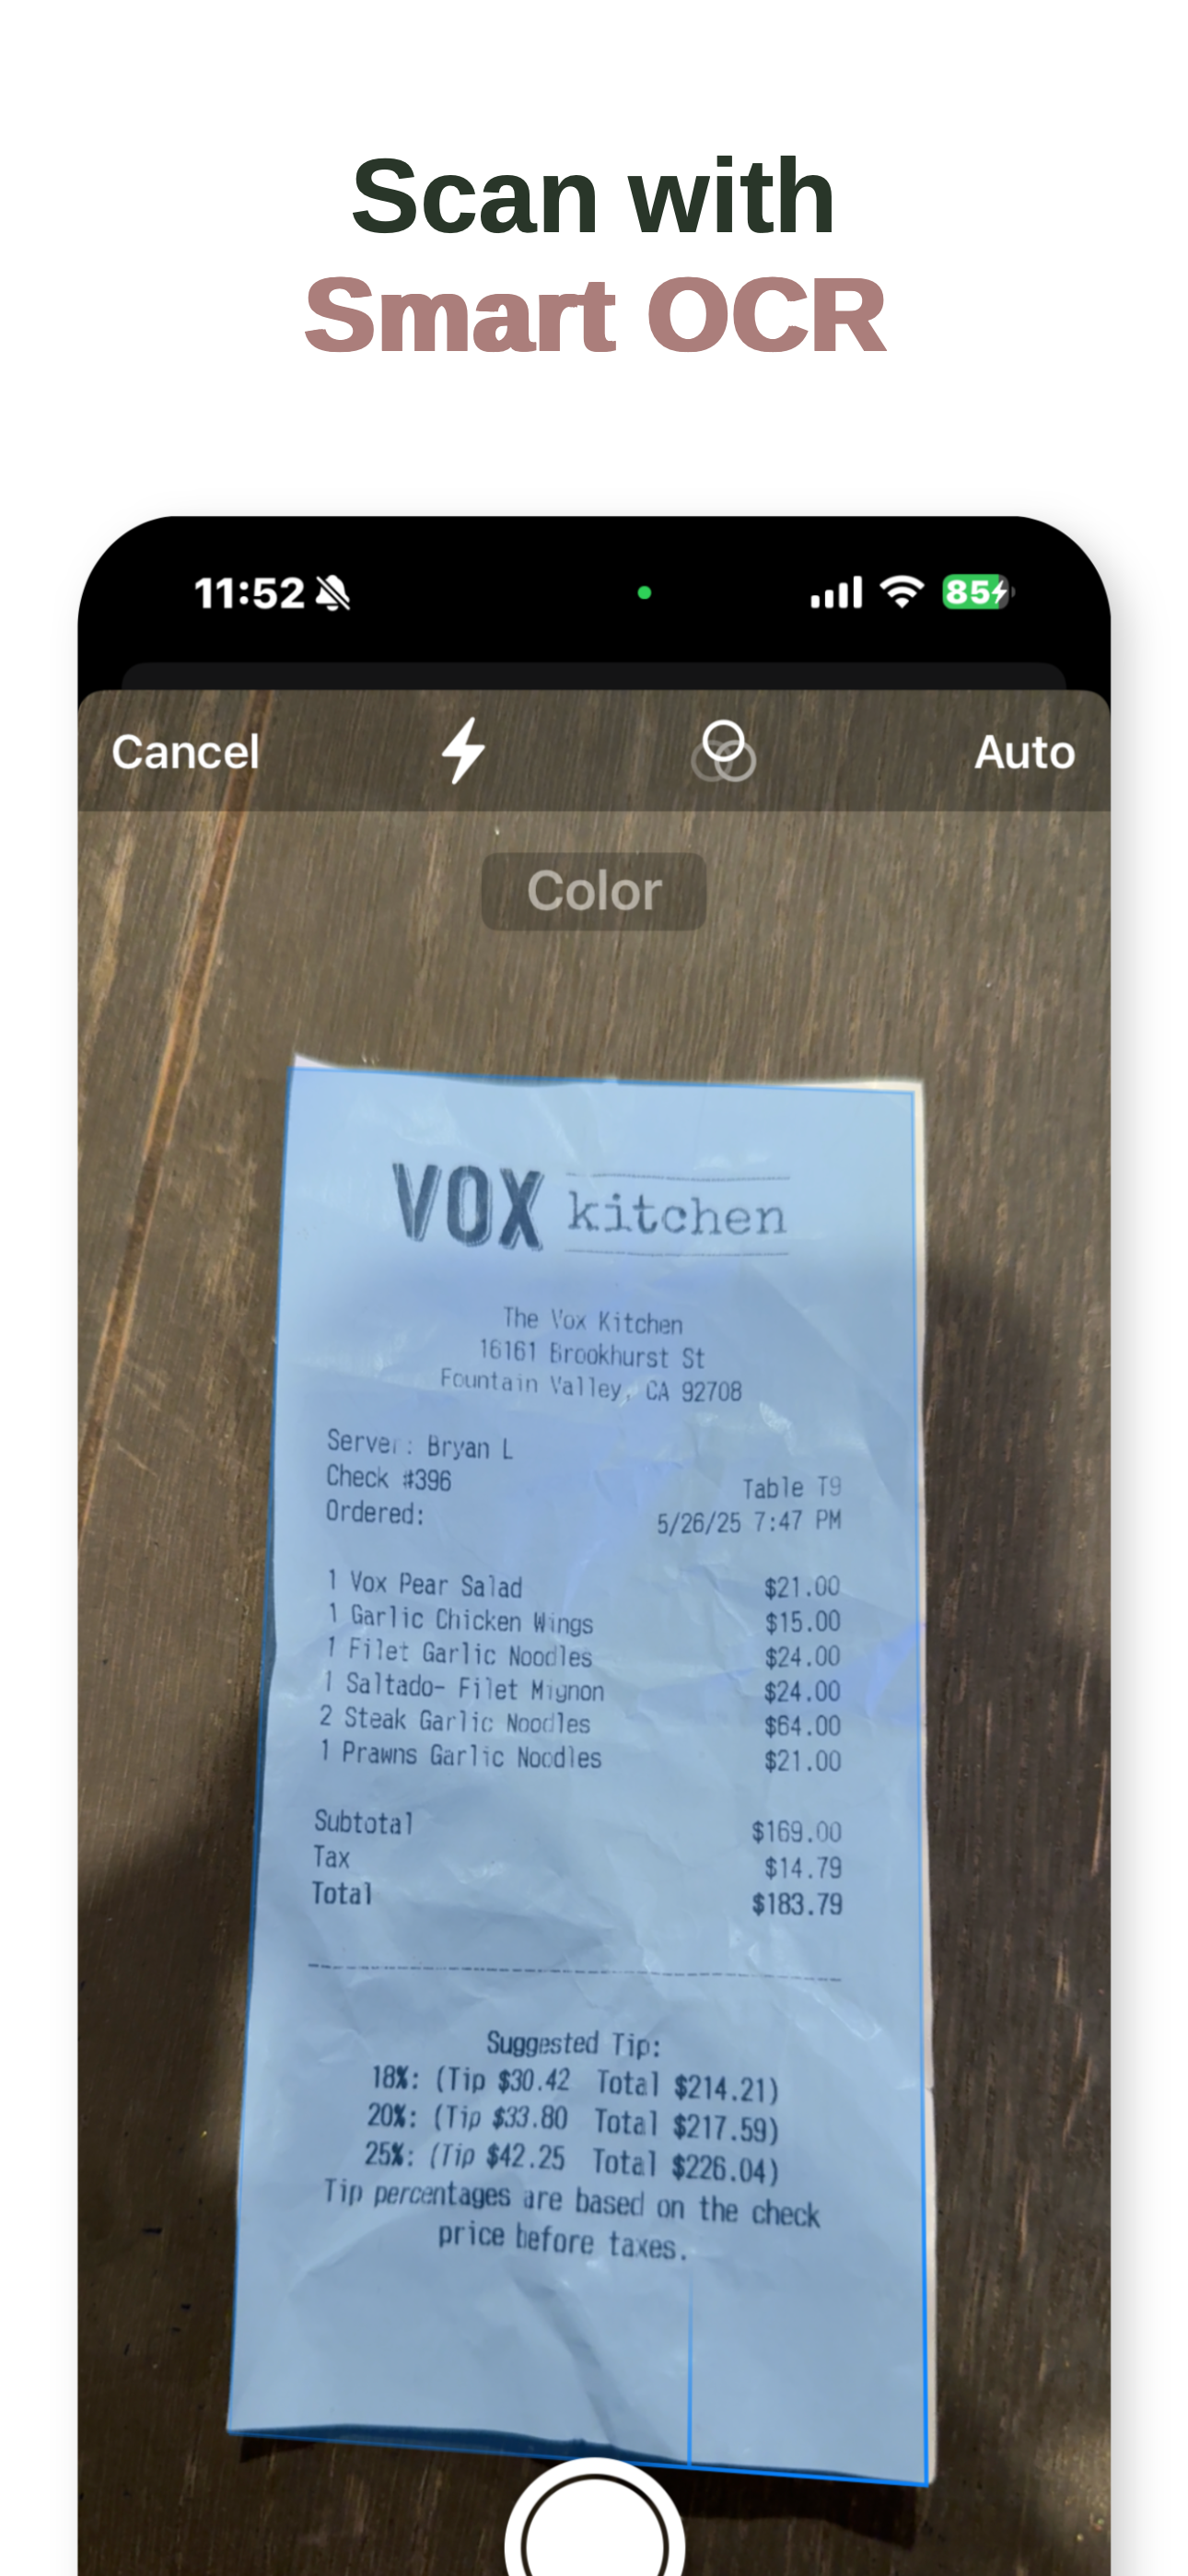 Scan with
Smart OCR
11:52 85
Cancel Auto
Color
VOX kitchen
The Vox Kitchen
16161 Brookhurst St
Fountain Valley, CA 92708
Server: Bryan L
Check #396 Table T9
Ordered: 5/26/25 7:47 PM
1 Vox Pear Salad $21.00
1 Garlic Chicken Wings $15.00
1 Filet Garlic Noodles $24.00
1 Saltado- Filet Mignon $24.00
2 Steak Garlic Noodles $64.00
1 Prawns Garlic Noodles $21.00
Subtotal $169.00
Tax $14.79
Total $183.79
Suggested Tip:
18%: (Tip $30.42 Total $214.21)
20%: (Tip $33.80 Total $217.59)
25%: (Tip $42.25 Total $226.04)
Tip percentages are based on the check
price before taxes.